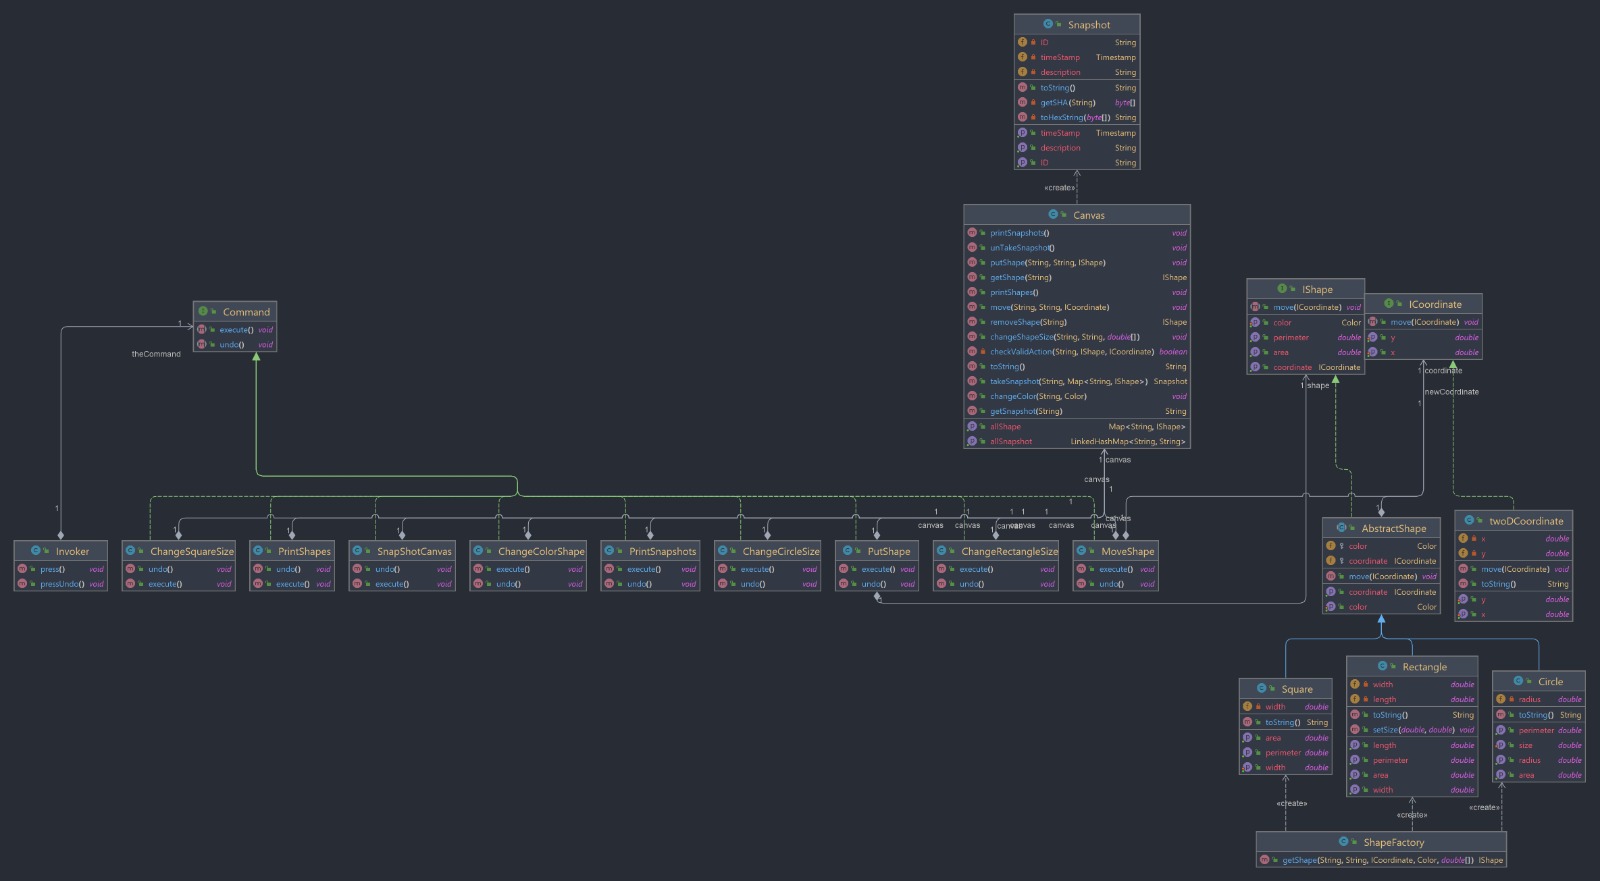 Snapshot
ID String
timeStamp Timestamp
description String
toString() String
getSHA(String) byte[]
toHexString(byte[]) String
timeStamp Timestamp
description String
ID String
«create»
Canvas
printSnapshots() void
unTakeSnapshot() void
putShape(String, String, IShape) void
getShape(String) IShape
printShapes() void
move(String, String, ICoordinate) void
removeShape(String) IShape
changeShapeSize(String, String, double[]) void
checkValidAction(String, IShape, ICoordinate) boolean
toString() String
takeSnapshot(String, Map<String, IShape>) Snapshot
changeColor(String, Color) void
getSnapshot(String) String
allShape Map<String, IShape>
allSnapshot LinkedHashMap<String, String>
IShape
move(ICoordinate) void
color Color
perimeter double
area double
coordinate ICoordinate
ICoordinate
move(ICoordinate) void
y double
x double
Command
execute() void
undo() void
1
theCommand
1
1 shape
1 coordinate
newCoordinate
1
1 canvas
canvas
1
1 1 1 1 1
canvas canvas canvas canvas canvas canvas
canvas
1 1 1 1 1 1 1 1 1 1 1
Invoker
press() void
pressUndo() void
ChangeSquareSize
undo() void
execute() void
PrintShapes
undo() void
execute() void
SnapShotCanvas
undo() void
execute() void
ChangeColorShape
execute() void
undo() void
PrintSnapshots
execute() void
undo() void
ChangeCircleSize
execute() void
undo() void
PutShape
execute() void
undo() void
1
ChangeRectangleSize
execute() void
undo() void
MoveShape
execute() void
undo() void
AbstractShape
color Color
coordinate ICoordinate
move(ICoordinate) void
coordinate ICoordinate
color Color
twoDCoordinate
x double
y double
move(ICoordinate) void
toString() String
y double
x double
Square
width double
toString() String
area double
perimeter double
width double
Rectangle
width double
length double
toString() String
setSize(double, double) void
length double
perimeter double
area double
width double
Circle
radius double
toString() String
perimeter double
size double
radius double
area double
«create»
«create»
«create»
ShapeFactory
getShape(String, String, ICoordinate, Color, double[]) IShape